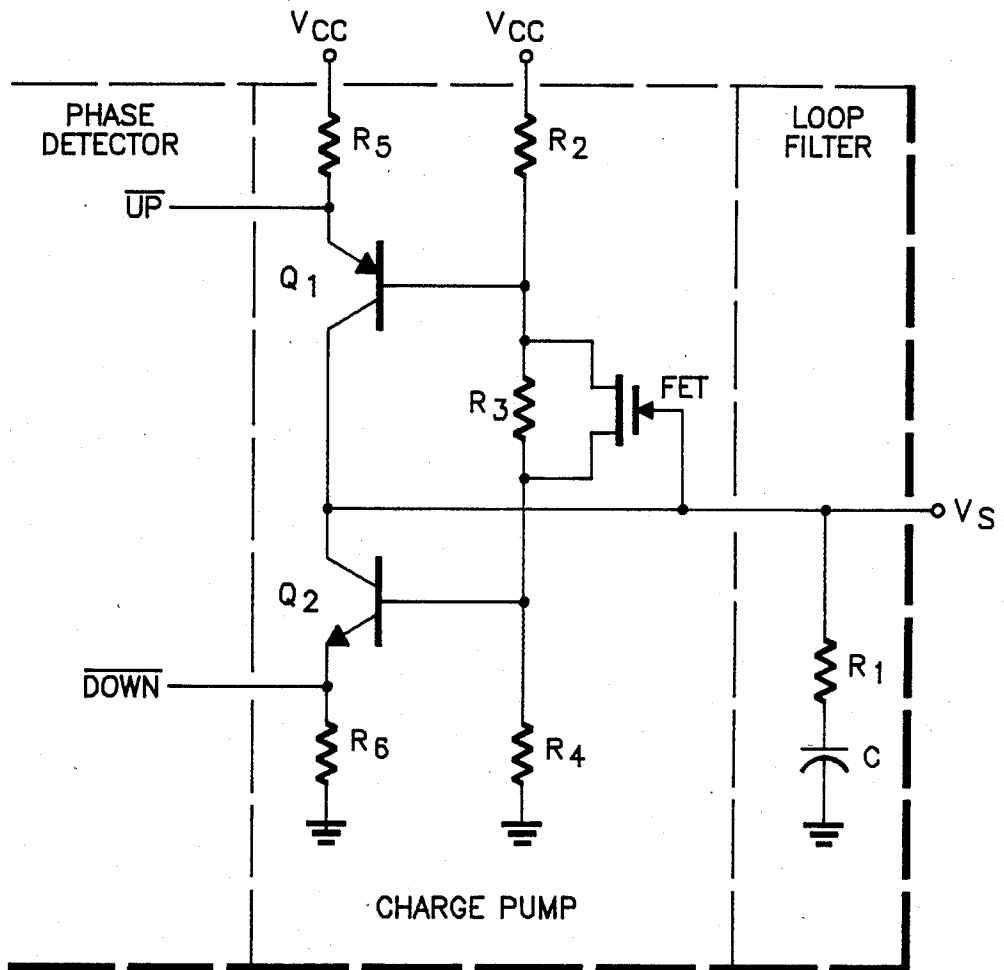 VCC
VCC
PHASE
DETECTOR
R5
R2
LOOP
FILTER
UP
Q1
R3
FET
VS
Q2
DOWN
R6
R4
R1
C
CHARGE PUMP